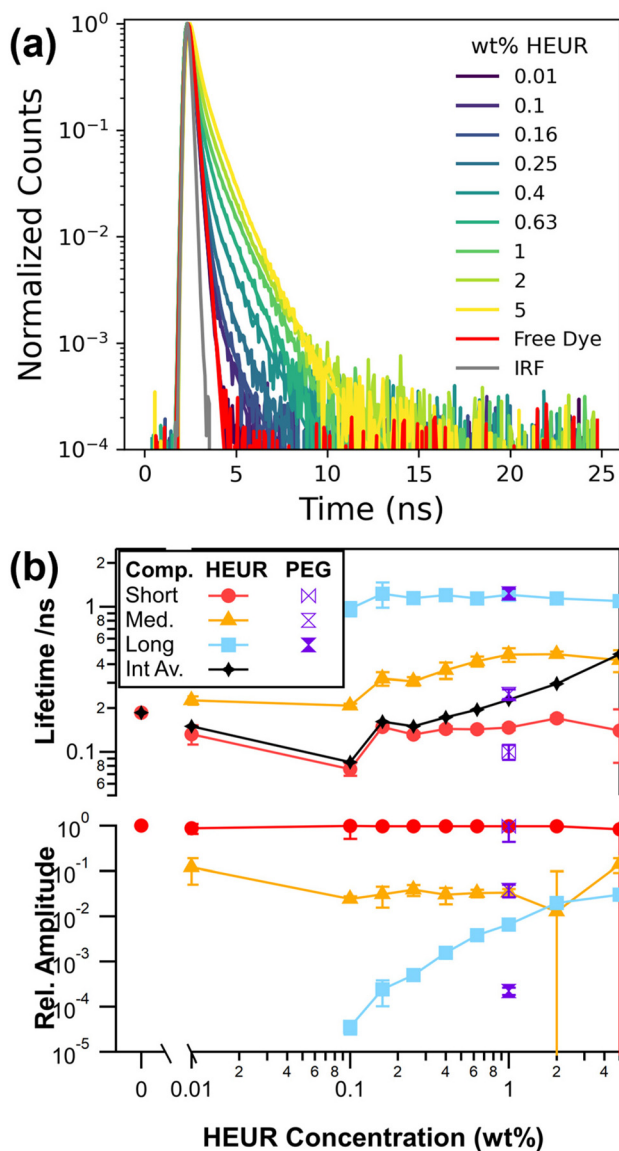 (a)
wt% HEUR
0.01
0.1
0.16
0.25
0.4
0.63
1
2
5
Free Dye
IRF
Normalized Counts
10⁰
10⁻¹
10⁻²
10⁻³
10⁻⁴
0 5 10 15 20 25
Time (ns)
(b)
Comp. HEUR PEG
Short
Med.
Long
Int Av.
Lifetime /ns
2
1
8
6
4
0.2
0.1
8
6
Rel. Amplitude
10⁰
10⁻¹
10⁻²
10⁻³
10⁻⁴
10⁻⁵
0 0.01 2 4 6 8 0.1 2 4 6 8 1 2 4
HEUR Concentration (wt%)